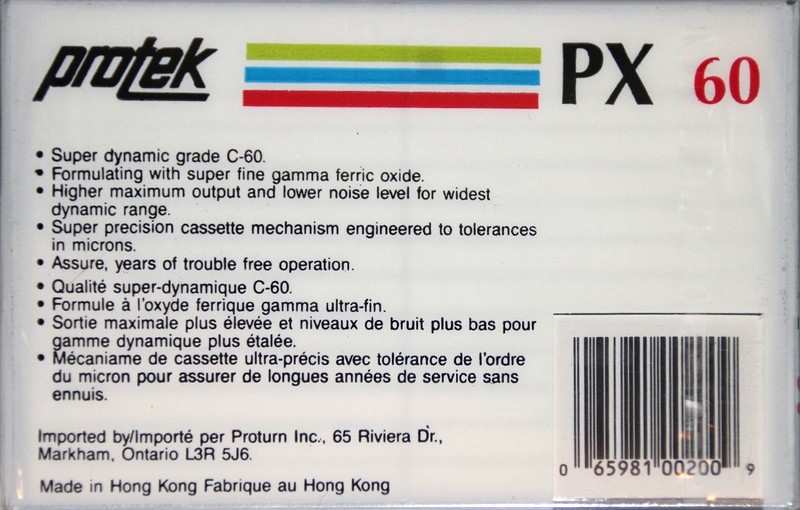 protek PX 60
• Super dynamic grade C-60.
• Formulating with super fine gamma ferric oxide.
• Higher maximum output and lower noise level for widest
dynamic range.
• Super precision cassette mechanism engineered to tolerances
in microns.
• Assure, years of trouble free operation.
• Qualité super-dynamique C-60.
• Formule à l'oxyde ferrique gamma ultra-fin.
• Sortie maximale plus élevée et niveaux de bruit plus bas pour
gamme dynamique plus étalée.
• Mécaniame de cassette ultra-précis avec tolérance de l'ordre
du micron pour assurer de longues années de service sans
ennuis.
Imported by/Importé per Proturn Inc., 65 Riviera Dr.,
Markham, Ontario L3R 5J6.
Made in Hong Kong Fabrique au Hong Kong
0 65981 00200 9